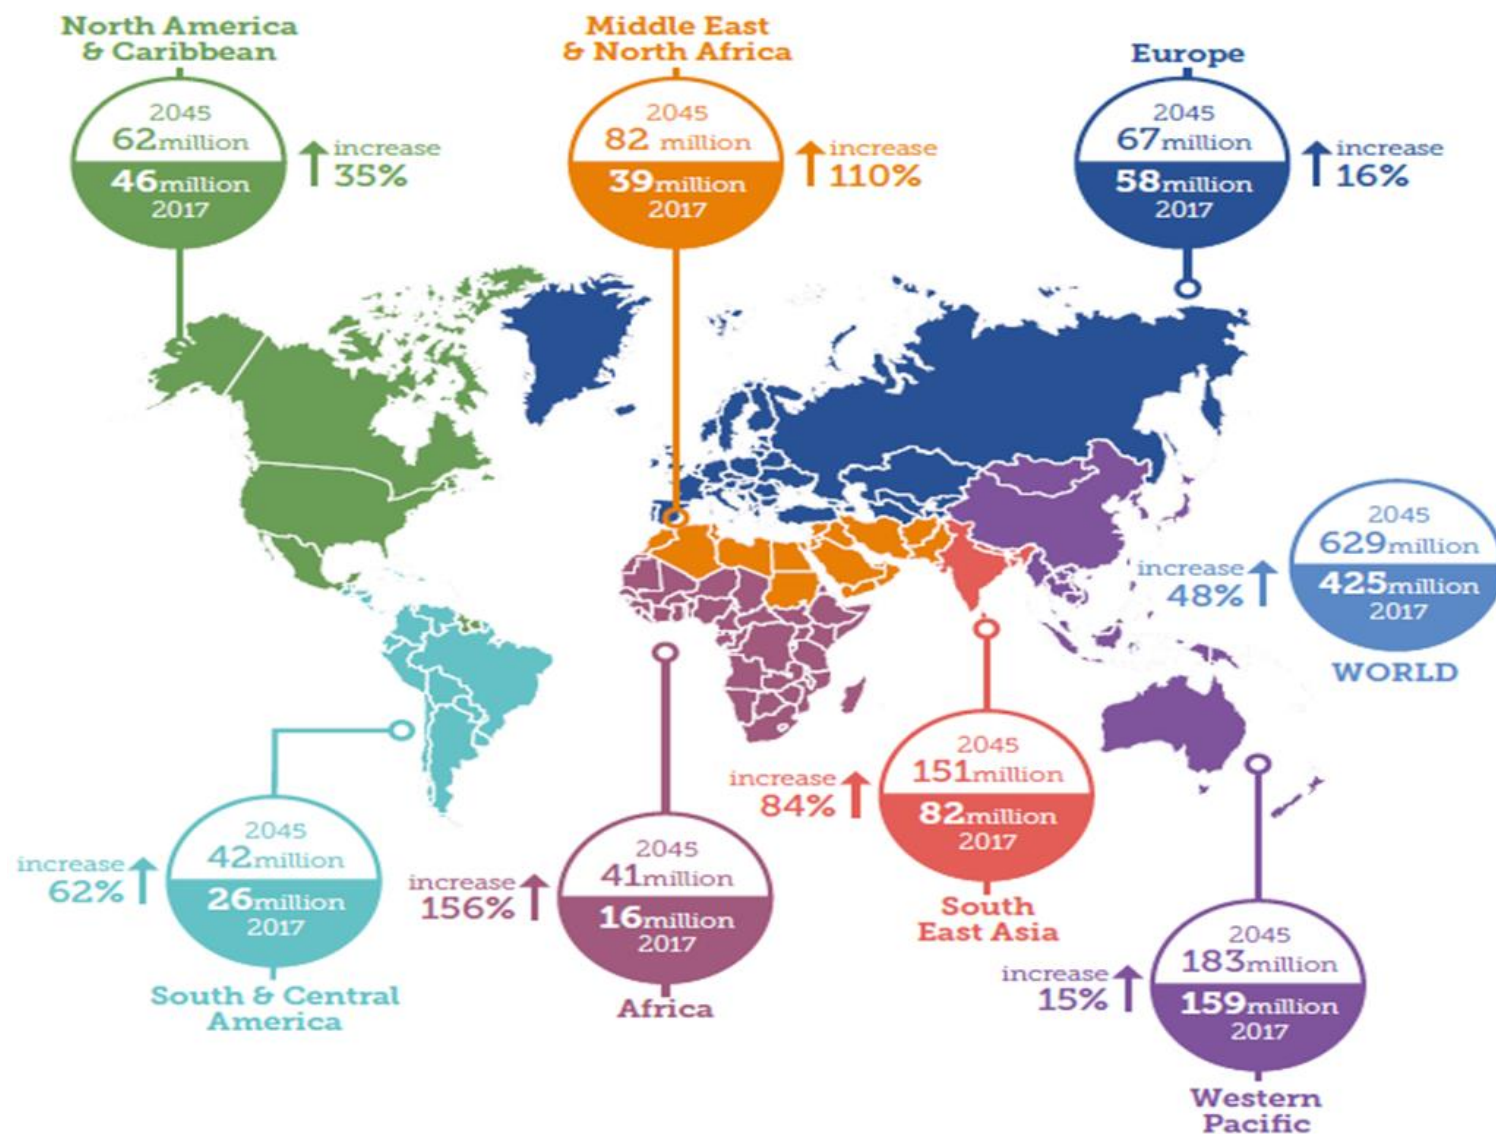 North America
& Caribbean
2045
62million
46million
2017
increase
35%
Middle East
& North Africa
2045
82 million
39million
2017
increase
110%
Europe
2045
67million
58million
2017
increase
16%
2045
629million
425million
2017
WORLD
increase
48%
2045
42million
26million
2017
South & Central
America
increase
62%
2045
41million
16million
2017
Africa
increase
156%
2045
151million
82million
2017
South
East Asia
increase
84%
2045
183million
159million
2017
Western
Pacific
increase
15%